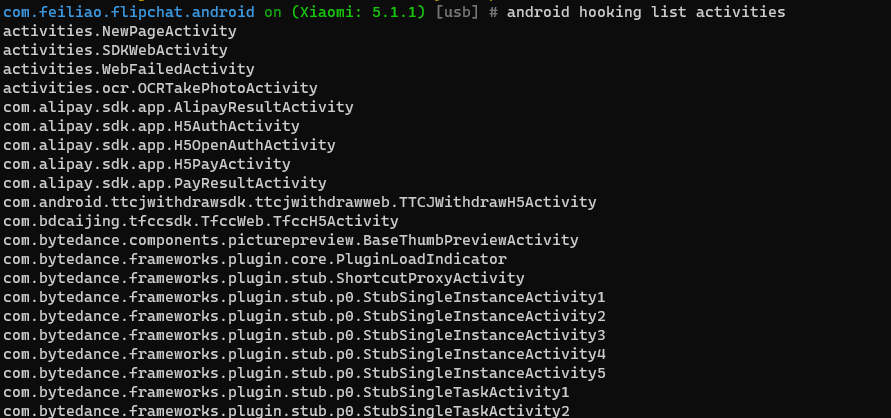 com.feiliao.flipchat.android on (Xiaomi: 5.1.1) [usb] # android hooking list activities
activities.NewPageActivity
activities.SDKWebActivity
activities.WebFailedActivity
activities.ocr.OCRTakePhotoActivity
com.alipay.sdk.app.AlipayResultActivity
com.alipay.sdk.app.H5AuthActivity
com.alipay.sdk.app.H5OpenAuthActivity
com.alipay.sdk.app.H5PayActivity
com.alipay.sdk.app.PayResultActivity
com.android.ttcjwithdrawsdk.ttcjwithdrawweb.TTCJWithdrawH5Activity
com.bdcaijing.tfccsdk.TfccWeb.TfccH5Activity
com.bytedance.components.picturepreview.BaseThumbPreviewActivity
com.bytedance.frameworks.plugin.core.PluginLoadIndicator
com.bytedance.frameworks.plugin.stub.ShortcutProxyActivity
com.bytedance.frameworks.plugin.stub.p0.StubSingleInstanceActivity1
com.bytedance.frameworks.plugin.stub.p0.StubSingleInstanceActivity2
com.bytedance.frameworks.plugin.stub.p0.StubSingleInstanceActivity3
com.bytedance.frameworks.plugin.stub.p0.StubSingleInstanceActivity4
com.bytedance.frameworks.plugin.stub.p0.StubSingleInstanceActivity5
com.bytedance.frameworks.plugin.stub.p0.StubSingleTaskActivity1
com.bytedance.frameworks.plugin.stub.p0.StubSingleTaskActivity2